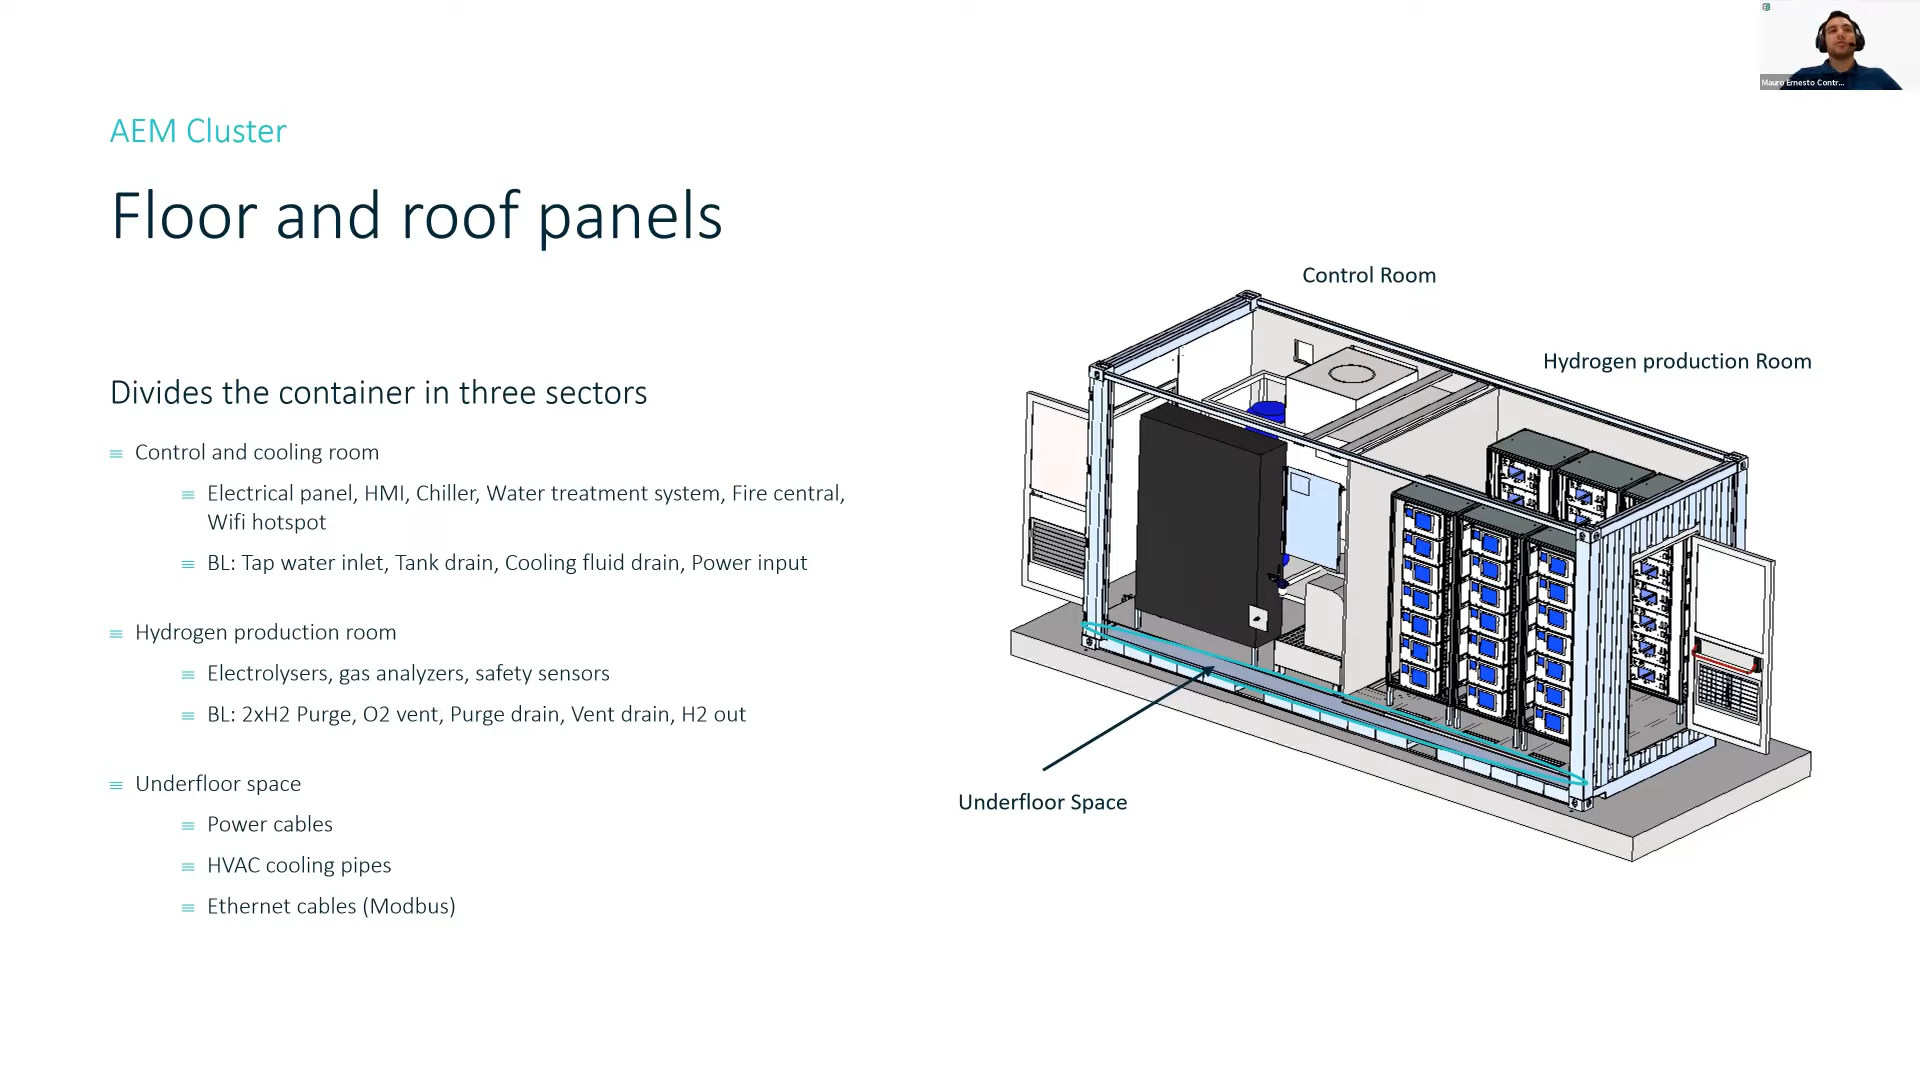 Mauro Ernesto Contr...
AEM Cluster
Floor and roof panels
Divides the container in three sectors
Control and cooling room
Electrical panel, HMI, Chiller, Water treatment system, Fire central,
Wifi hotspot
BL: Tap water inlet, Tank drain, Cooling fluid drain, Power input
Hydrogen production room
Electrolysers, gas analyzers, safety sensors
BL: 2xH2 Purge, O2 vent, Purge drain, Vent drain, H2 out
Underfloor space
Power cables
HVAC cooling pipes
Ethernet cables (Modbus)
Control Room
Hydrogen production Room
Underfloor Space